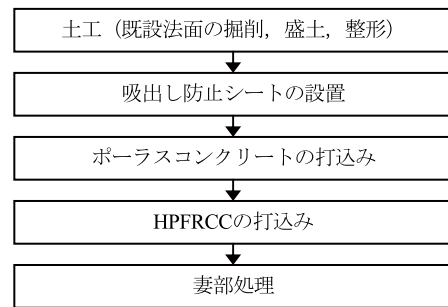 土工（既設法面の掘削，盛土，整形）
吸出し防止シートの設置
ポーラスコンクリートの打込み
HPFRCCの打込み
妻部処理